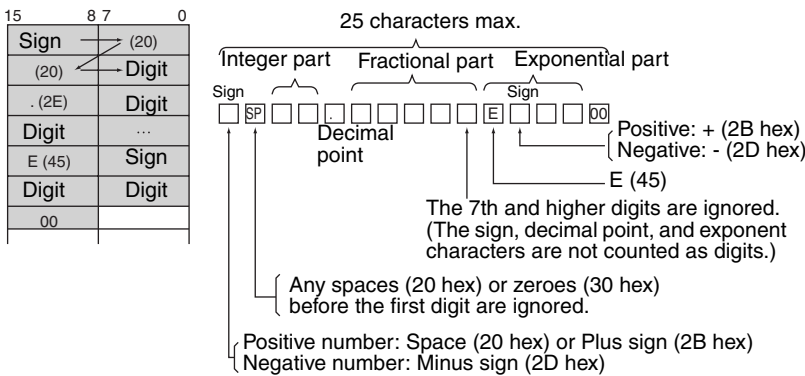 15 8 7 0
Sign (20)
(20) Digit
. (2E) Digit
Digit ...
E (45) Sign
Digit Digit
00
25 characters max.
Integer part Fractional part Exponential part
Sign Sign
SP . E 00
Decimal
point
Positive: + (2B hex)
Negative: - (2D hex)
E (45)
The 7th and higher digits are ignored.
(The sign, decimal point, and exponent
characters are not counted as digits.)
Any spaces (20 hex) or zeroes (30 hex)
before the first digit are ignored.
Positive number: Space (20 hex) or Plus sign (2B hex)
Negative number: Minus sign (2D hex)